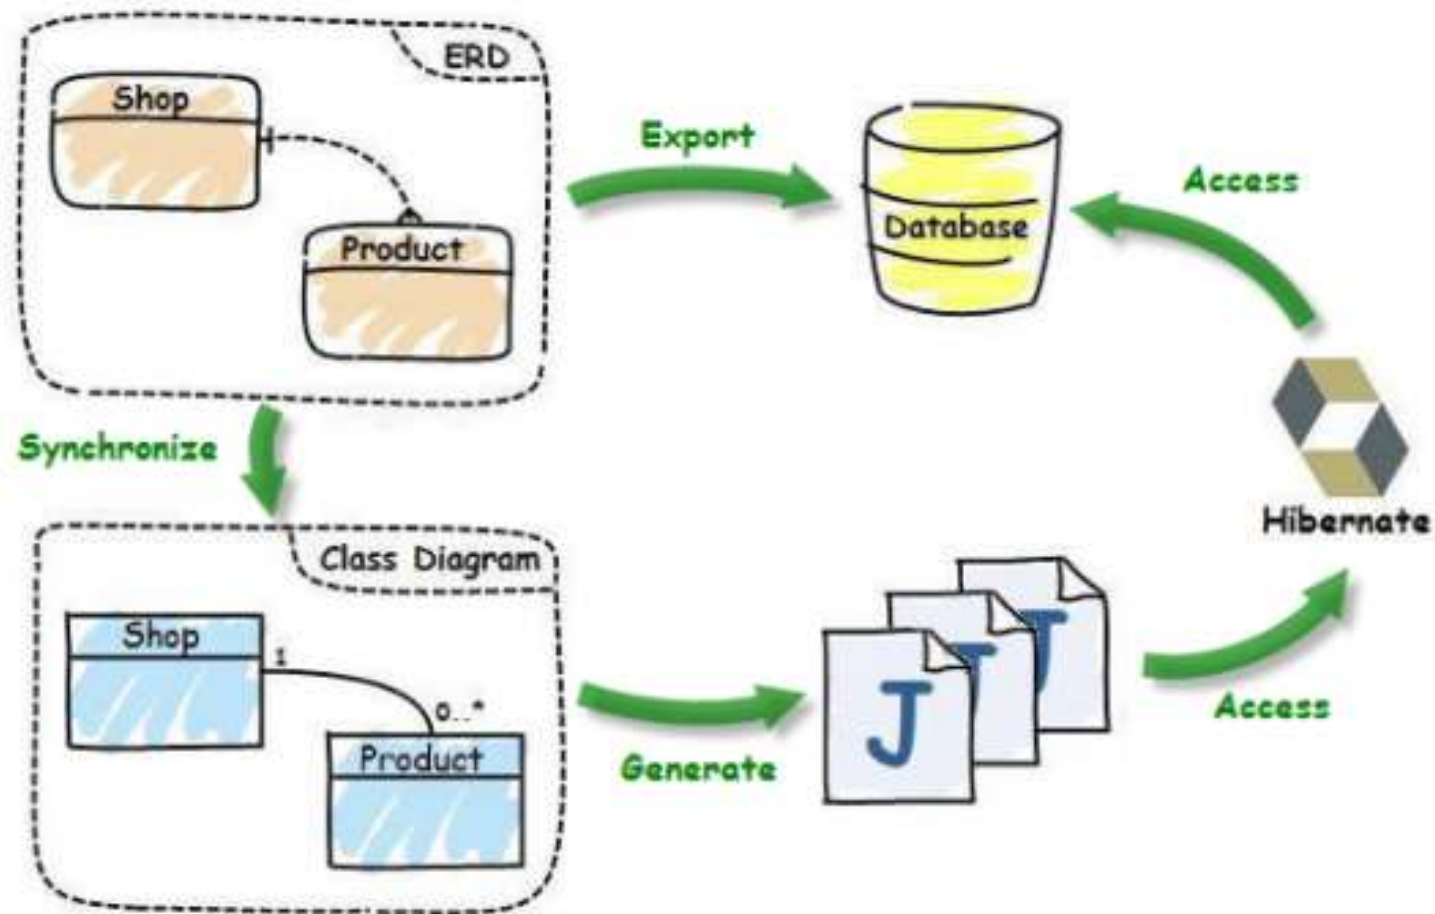 ERD
Shop
Product
Export
Database
Access
Synchronize
Hibernate
Class Diagram
Shop
1
0..*
Product
Generate
J
J
J
Access